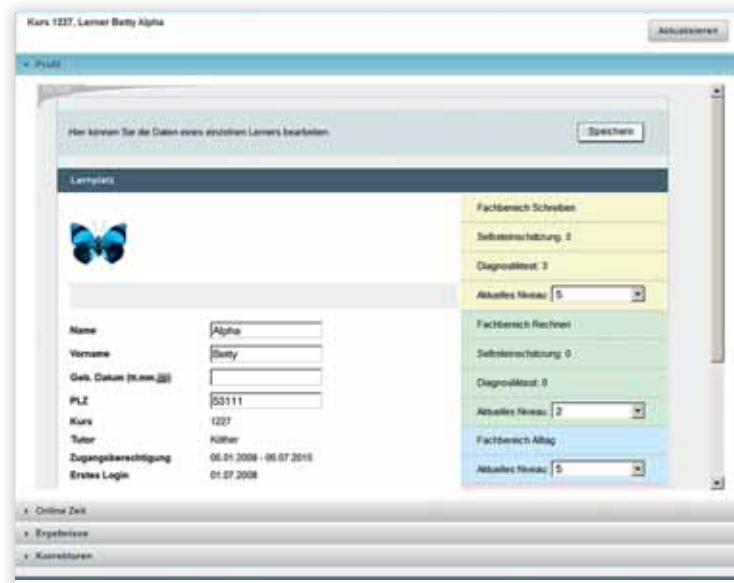 Kurs 1227, Lerner Betty Alpha
Aktualisieren
Profil
Hier können Sie die Daten eines einzelnen Lerners bearbeiten
Speichern
Lernplatz
Fachbereich Schreiben
Selbsteinschätzung: 3
Diagnostiktest: 3
Aktuelles Niveau: 5
Name Alpha
Vorname Betty
Geb. Datum (tt.mm.jjjj)
PLZ 53111
Kurs 1227
Tutor Köther
Zugangsberechtigung 05.01.2008 - 05.07.2015
Erstes Login 01.07.2008
Fachbereich Rechnen
Selbsteinschätzung: 0
Diagnostiktest: 0
Aktuelles Niveau: 2
Fachbereich Alltag
Aktuelles Niveau: 5
Online Zeit
Ergebnisse
Korrekturen